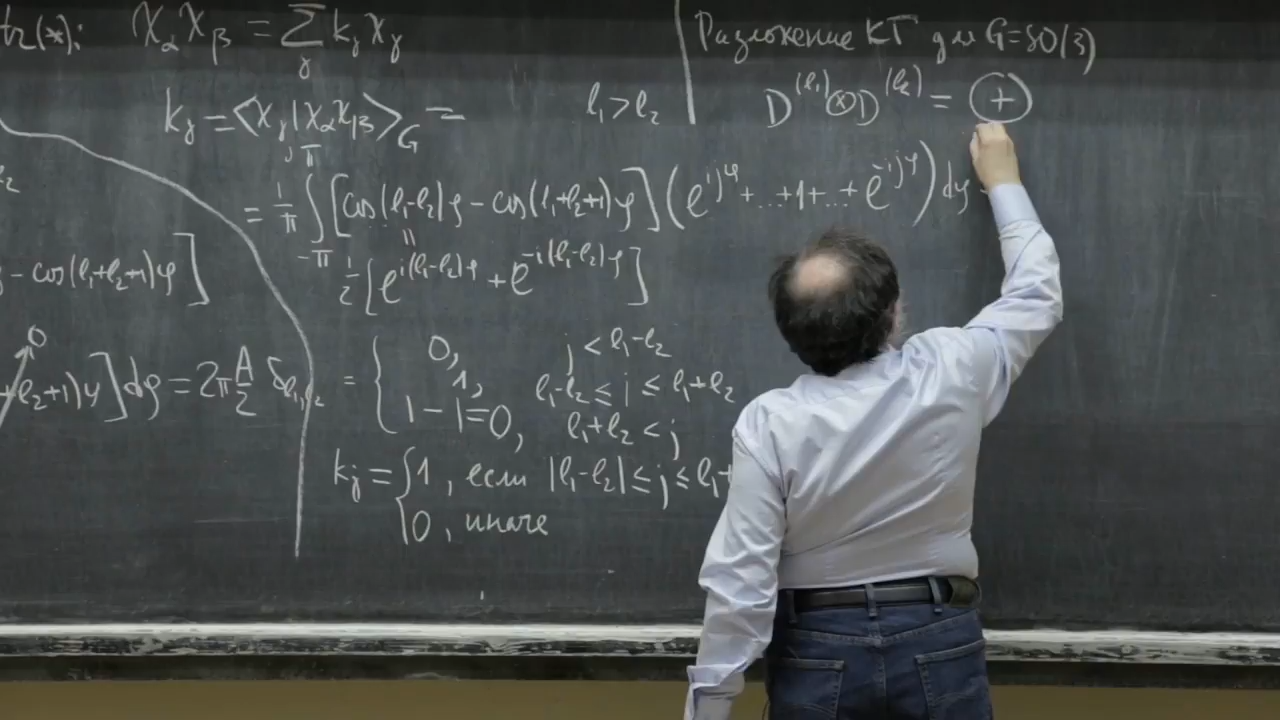 tr(*): χ_α χ_β = Σ_γ k_γ χ_γ
k_γ = <χ_γ, χ_α χ_β>_G =
l₁ > l₂
= 1/π ∫_{-π}^{π} [cos(l₁-l₂)φ - cos(l₁+l₂+1)φ] (e^{ijφ} + ... + 1 + ... + e^{-ijφ}) dφ
"
1/2 [e^{i(l₁-l₂)φ} + e^{-i(l₁-l₂)φ}]
= { 0, j < l₁-l₂
1, l₁-l₂ ≤ j ≤ l₁+l₂
1-1=0, l₁+l₂ < j
k_j = { 1, если |l₁-l₂| ≤ j ≤ l₁+
0, иначе
l₂
- cos(l₁+l₂+1)φ]
0
+l₂+1)φ] dφ = 2π A/2 δ_{l₁,l₂}
Разложение КГ для G=SO(3)
D^{(l₁)} ⊗ D^{(l₂)} = ⊕